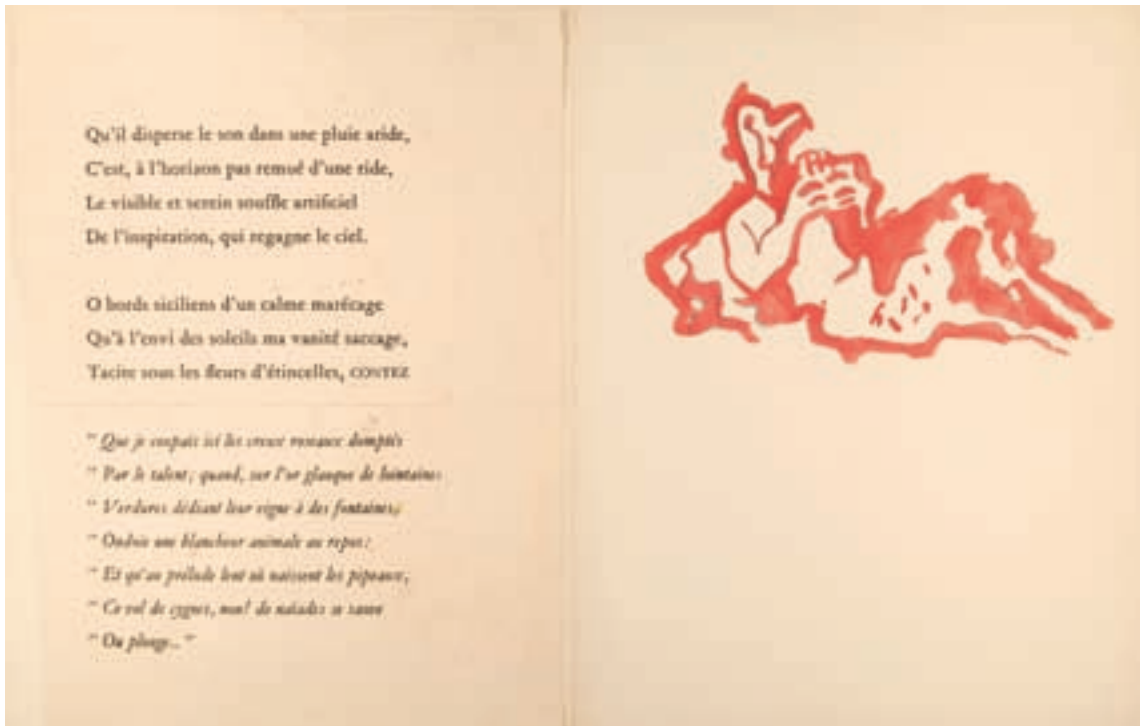 Qu'il disperse le son dans une pluie aride,
C'est, à l'horizon pas remué d'une ride,
Le visible et serein souffle artificiel
De l'inspiration, qui regagne le ciel.
O bords siciliens d'un calme marécage
Qu'à l'envi des soleils ma vanité saccage,
Tacite sous les fleurs d'étincelles, CONTEZ
" Que je coupais ici les creux roseaux domptés
" Par le talent; quand, sur l'or glauque de lointaines
" Verdures dédiant leur vigne à des fontaines,
" Ondoie une blancheur animale au repos:
" Et qu'au prélude lent où naissent les pipeaux,
" Ce vol de cygnes, non! de naïades se sauve
" Ou plonge... "